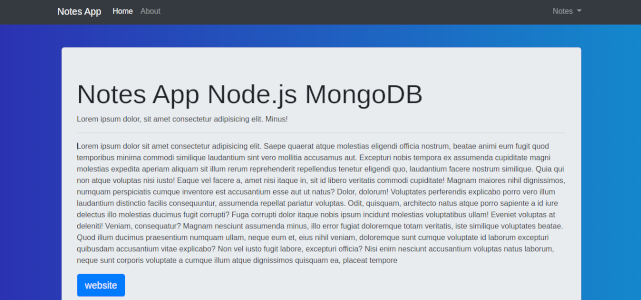 Notes App Home About Notes
Notes App Node.js MongoDB
Lorem ipsum dolor, sit amet consectetur adipisicing elit. Minus!
Lorem ipsum dolor sit amet consectetur adipisicing elit. Saepe quaerat atque molestias eligendi officia nostrum, beatae animi eum fugit quod
temporibus minima commodi similique laudantium sint vero mollitia accusamus aut. Excepturi nobis tempora ex assumenda cupiditate magni
molestias expedita aperiam aliquam sit illum rerum reprehenderit repellendus tenetur eligendi quo, laudantium facere nostrum similique. Quia qui
non atque voluptas nisi iusto! Eaque vel facere a, amet nisi itaque in, sit id libero veritatis commodi cupiditate! Magnam maiores nihil dignissimos,
numquam perspiciatis cumque inventore est accusantium esse aut ut natus? Dolor, dolorum! Voluptates perferendis explicabo porro vero illum
laudantium distinctio facilis consequuntur, assumenda repellat pariatur voluptas. Odit, quisquam, architecto natus atque porro sapiente a id iure
delectus illo molestias ducimus fugit corrupti? Fuga corrupti dolor itaque nobis ipsum incidunt molestias voluptatibus ullam! Eveniet voluptas at
deleniti! Veniam, consequatur? Magnam nesciunt assumenda minus, illo error fugiat doloremque totam veritatis, iste similique voluptates beatae.
Quod illum ducimus praesentium numquam ullam, neque eum et, eius nihil veniam, doloremque sunt cumque voluptate id laborum excepturi
quibusdam accusantium vitae explicabo? Non vel iusto fugit labore, excepturi officia? Nisi enim nesciunt accusantium voluptas natus laborum,
neque sunt corporis voluptate a cumque illum atque dignissimos quisquam ea, placeat tempore
website